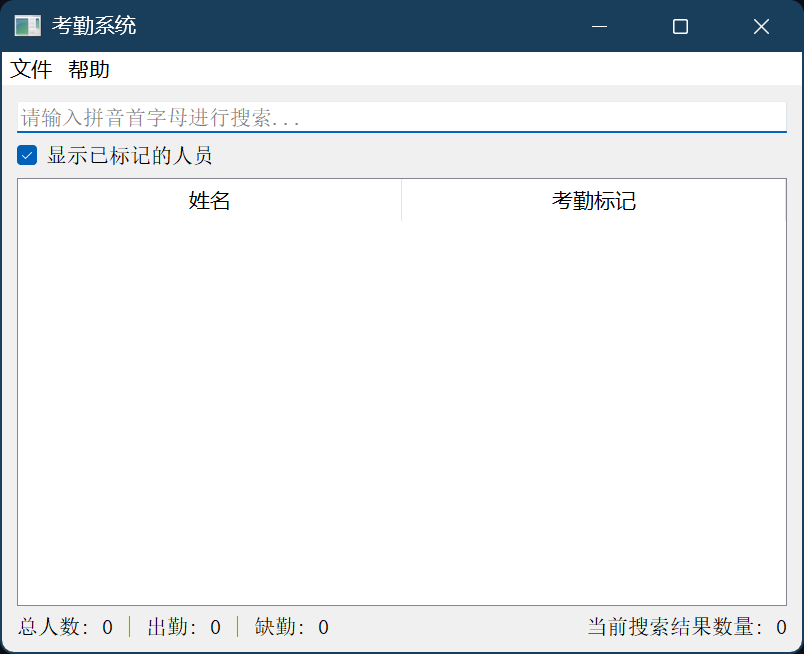 考勤系统
文件 帮助
请输入拼音首字母进行搜索...
显示已标记的人员
姓名 考勤标记
总人数: 0 出勤: 0 缺勤: 0 当前搜索结果数量: 0